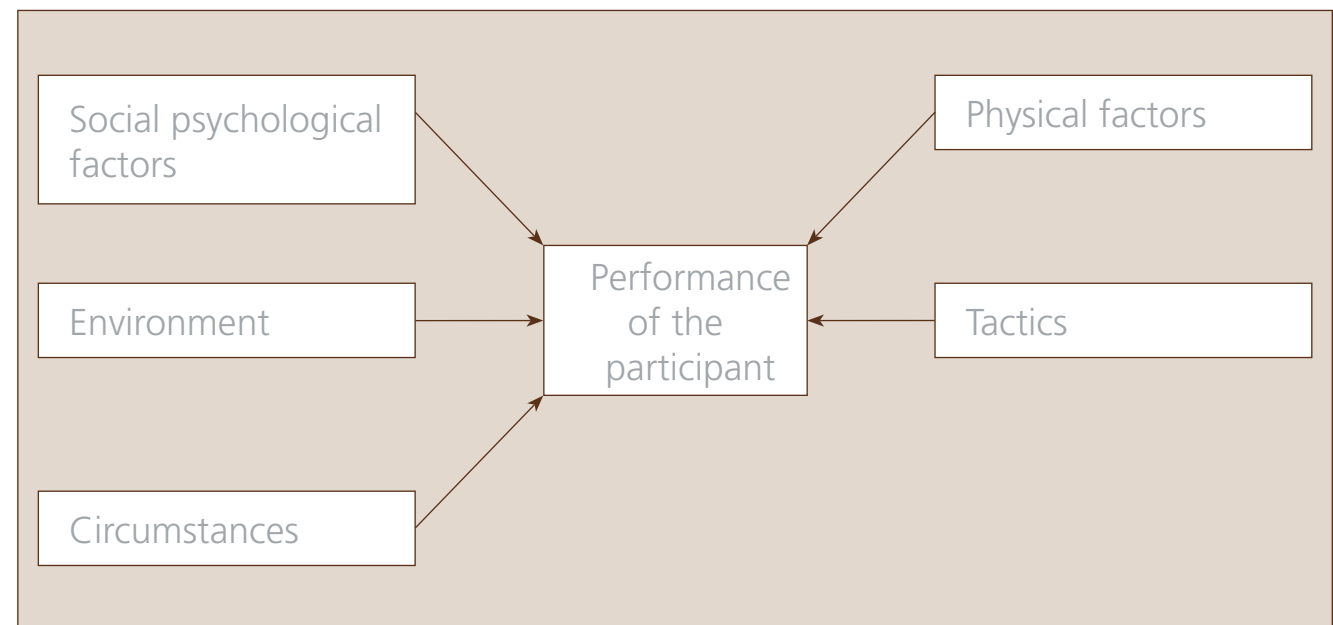 Social psychological
factors
Physical factors
Environment
Performance
of the
participant
Tactics
Circumstances